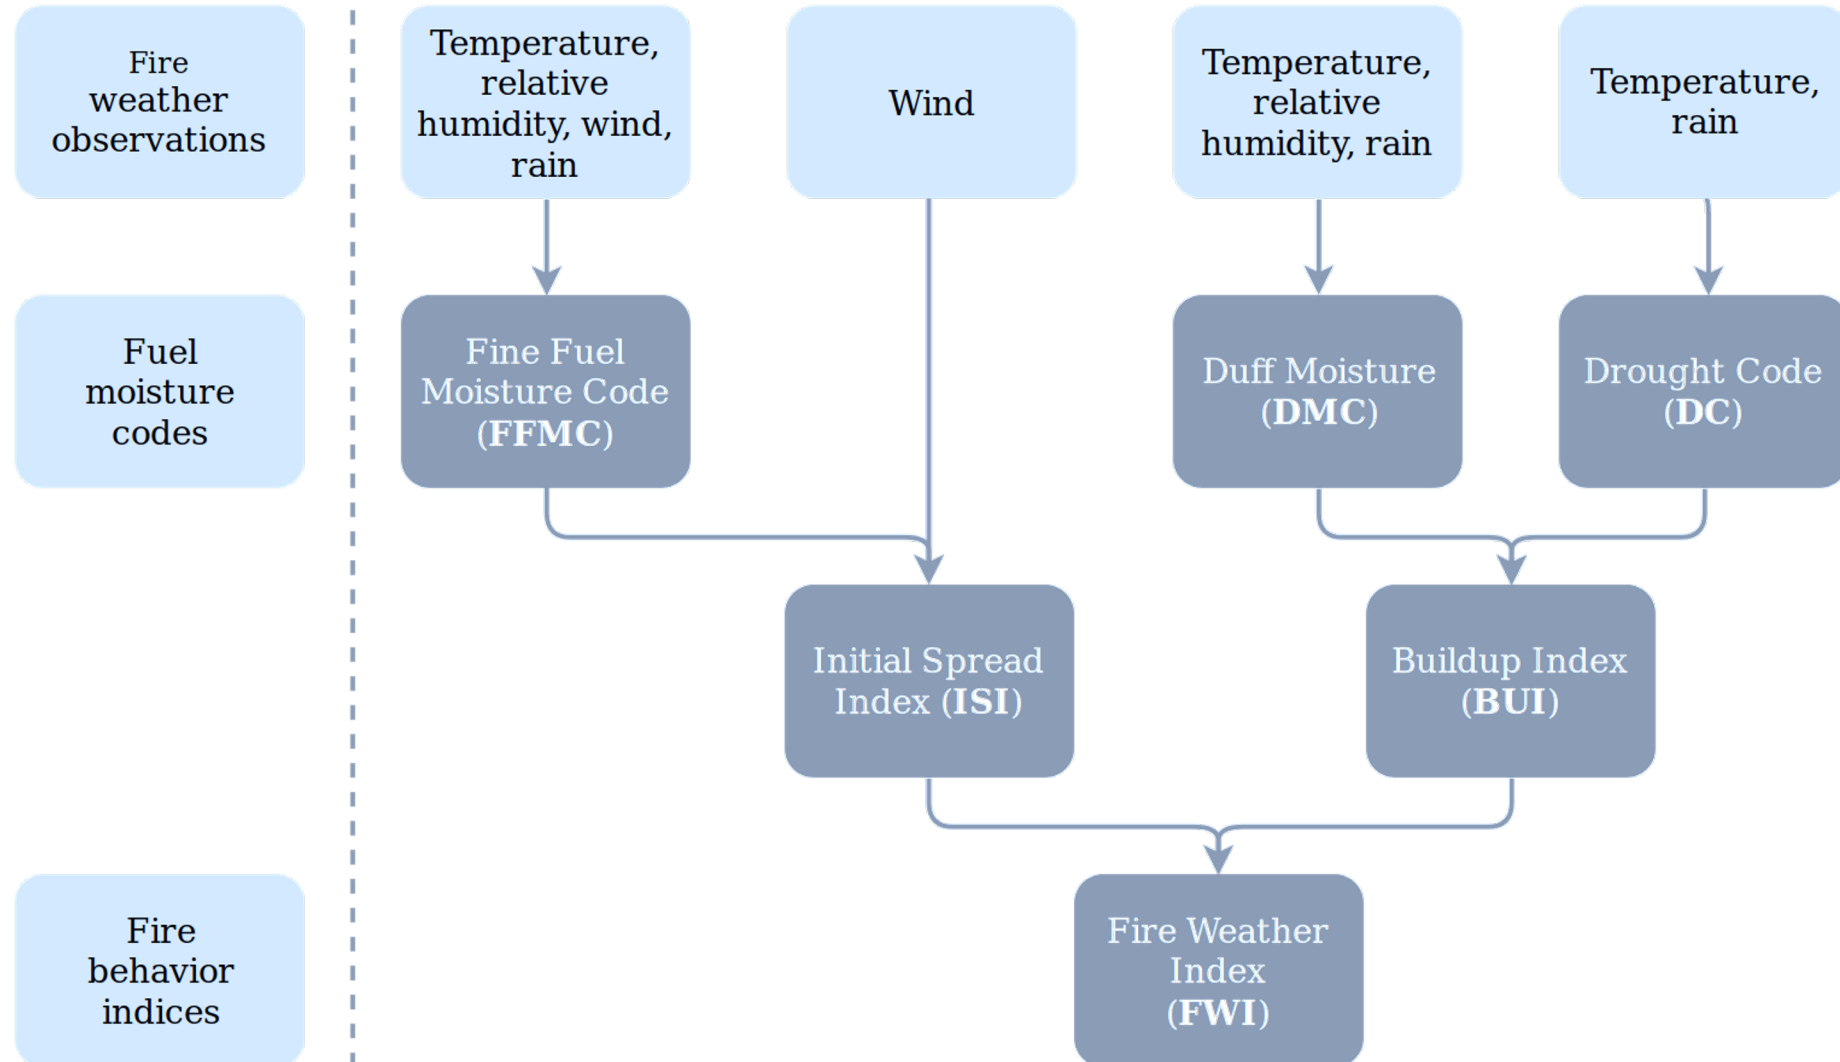 Fire
weather
observations
Temperature,
relative
humidity, wind,
rain
Wind
Temperature,
relative
humidity, rain
Temperature,
rain
Fuel
moisture
codes
Fine Fuel
Moisture Code
(FFMC)
Duff Moisture
(DMC)
Drought Code
(DC)
Initial Spread
Index (ISI)
Buildup Index
(BUI)
Fire
behavior
indices
Fire Weather
Index
(FWI)